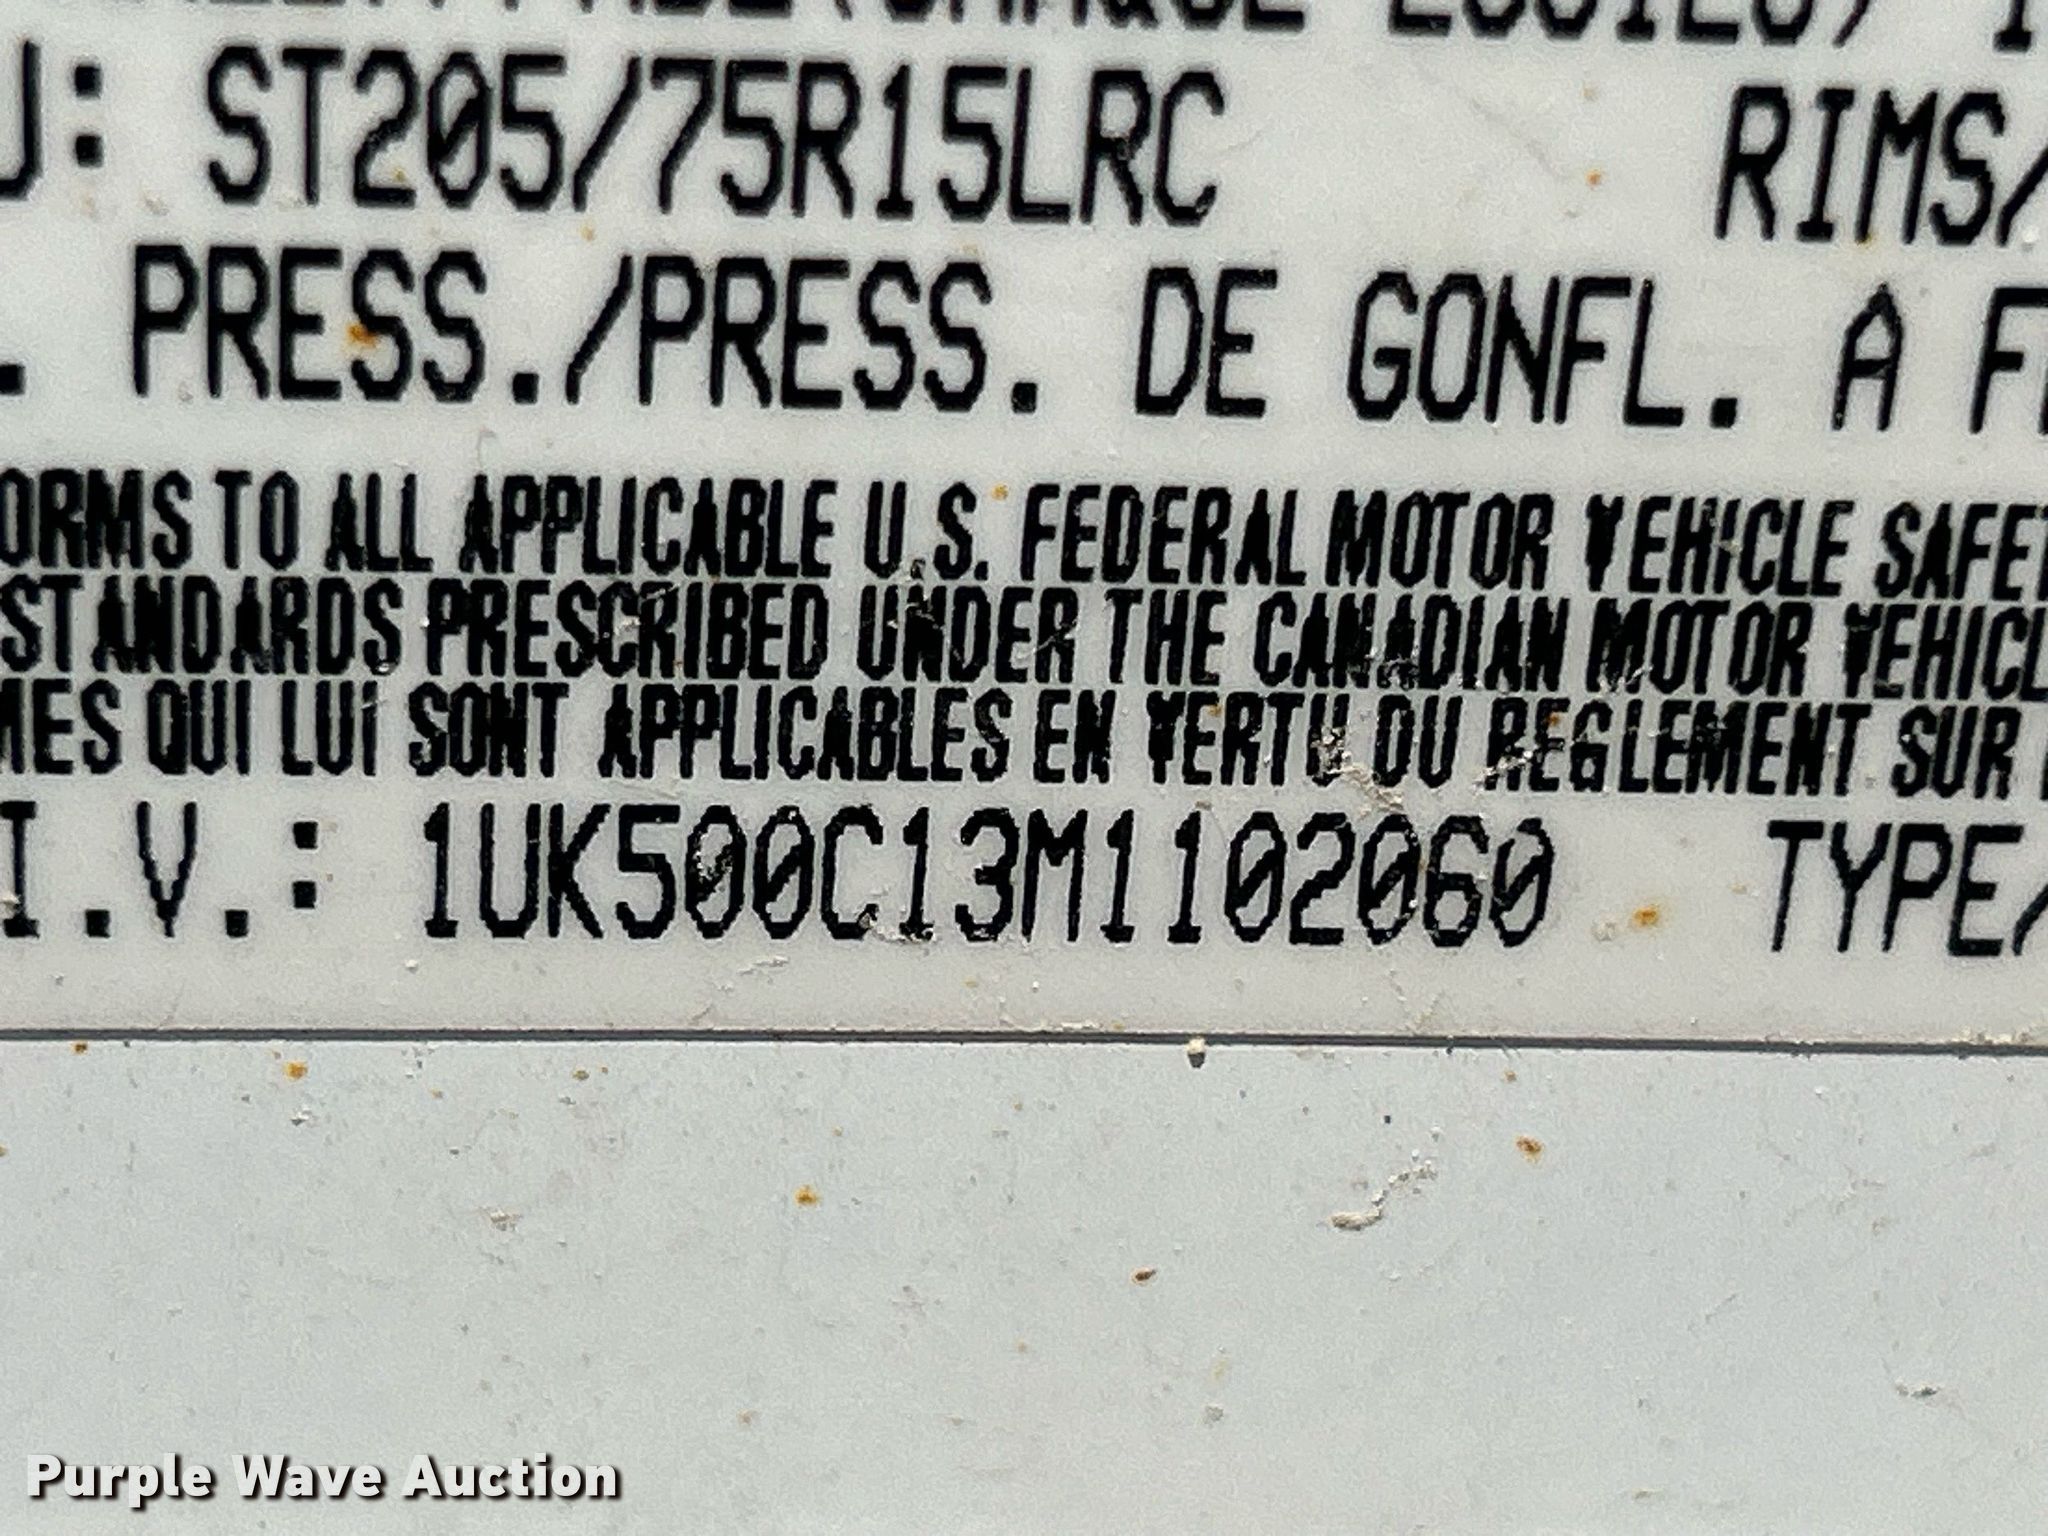 U: ST205/75R15LRC RIMS/
. PRESS./PRESS. DE GONFL. A F
ORMS TO ALL APPLICABLE U.S. FEDERAL MOTOR VEHICLE SAFET
STANDARDS PRESCRIBED UNDER THE CANADIAN MOTOR VEHICL
MES QUI LUI SONT APPLICABLES EN VERTU DU REGLEMENT SUR
I.V.: 1UK500C13M1102060 TYPE/
Purple Wave Auction